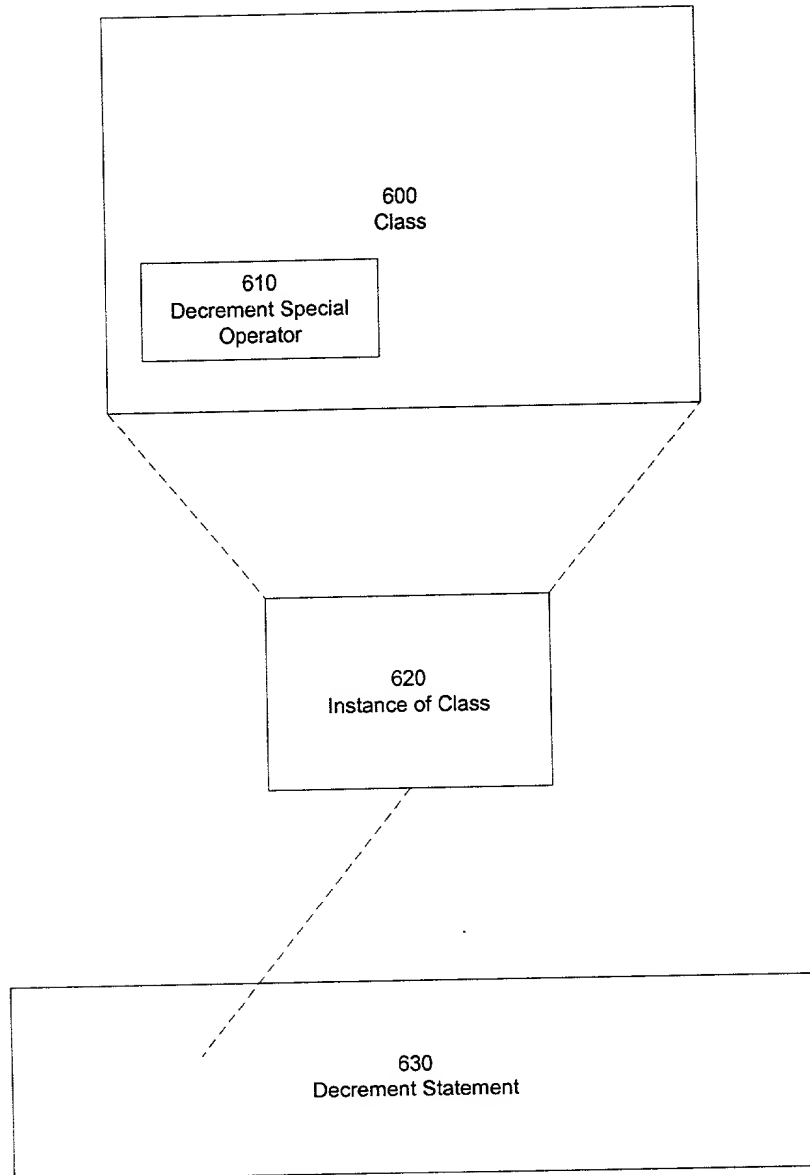 600
Class
610
Decrement Special
Operator
620
Instance of Class
630
Decrement Statement